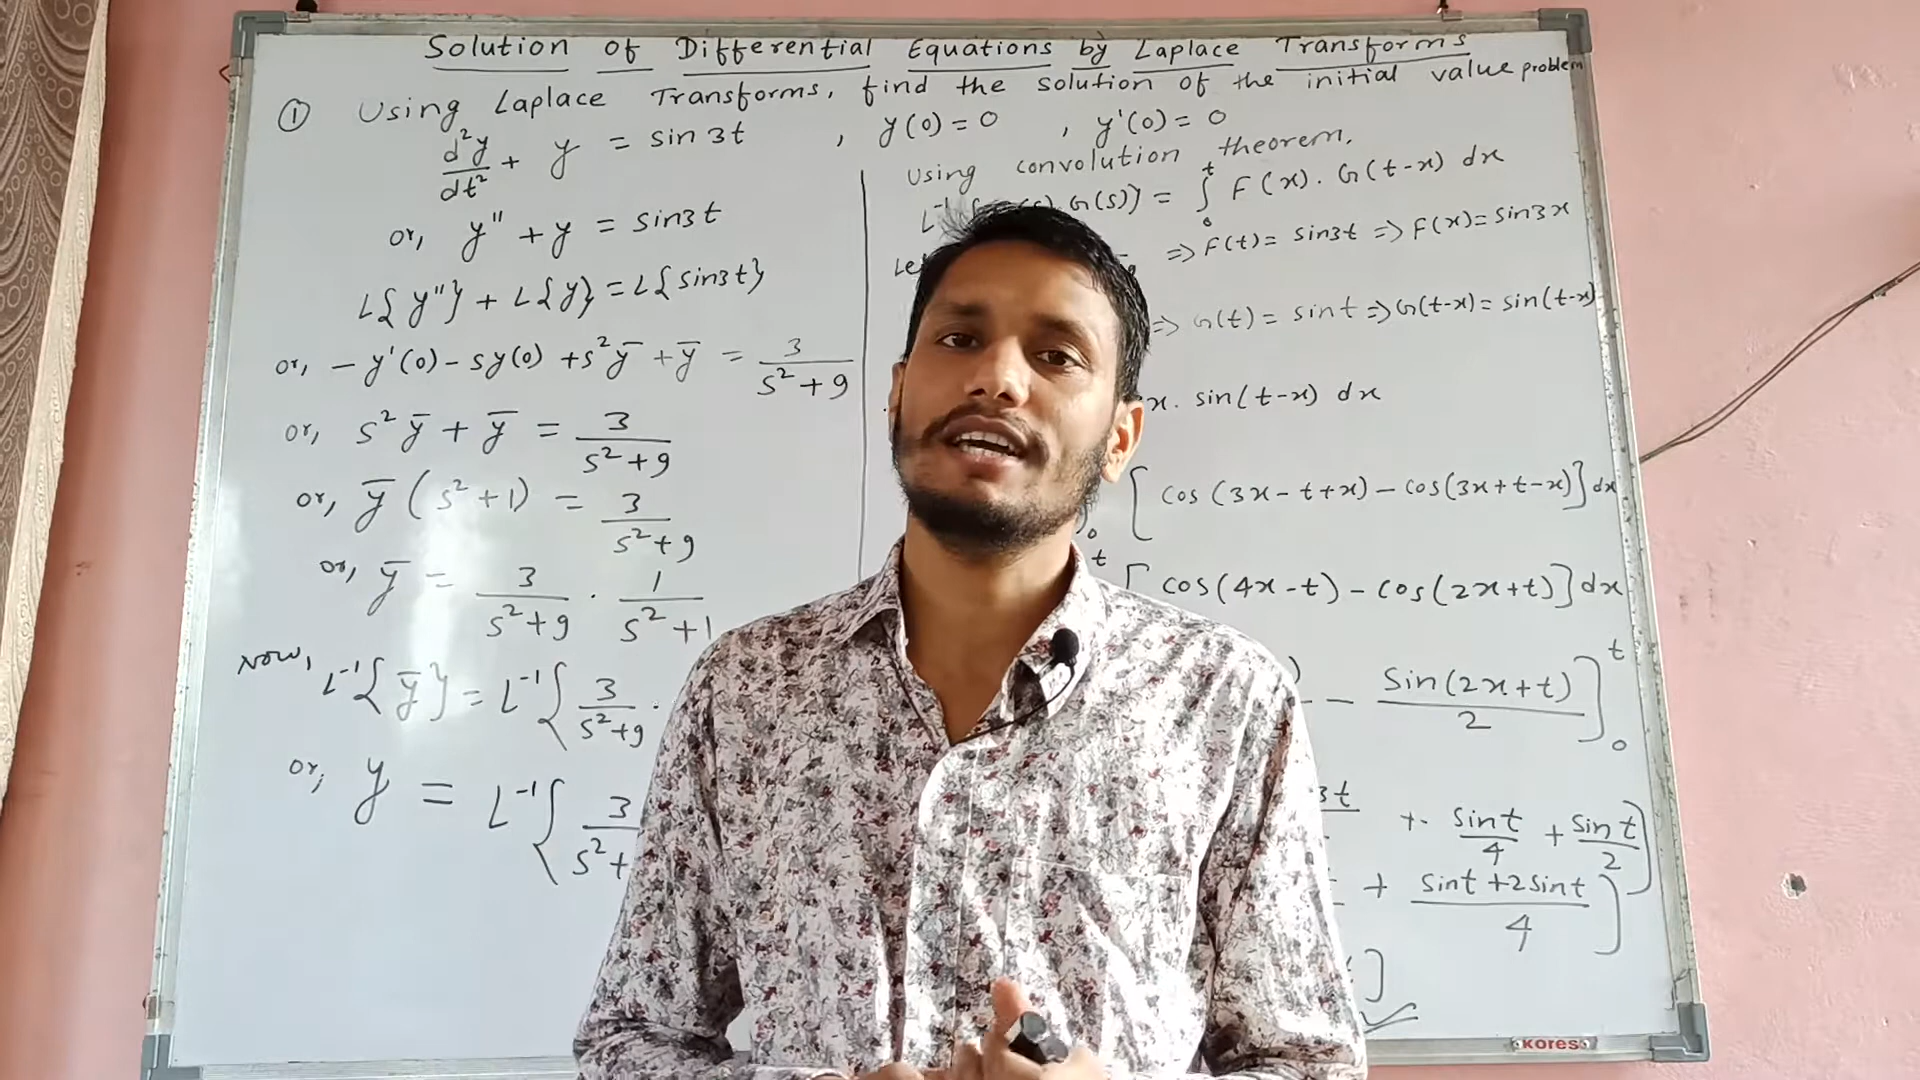 Solution of Differential Equations by Laplace Transforms
① Using Laplace Transforms, find the solution of the initial value problem
d²y/dt² + y = sin 3t , y(0) = 0 , y'(0) = 0
or, y'' + y = sin3t
L{y''} + L{y} = L{sin3t}
or, - y'(0) - sy(0) + s²ȳ + ȳ = 3/(s²+9)
or, s²ȳ + ȳ = 3/(s²+9)
or, ȳ (s²+1) = 3/(s²+9)
or, ȳ = 3/(s²+9) · 1/(s²+1)
Now, L⁻¹{ȳ} = L⁻¹{ 3/(s²+9) ·
or, y = L⁻¹{ 3/(s²+
Using convolution theorem,
G(s)} = ∫₀ᵗ F(x). G(t-x) dx
Let
=> F(t) = sin3t => F(x) = sin3x
=> G(t) = sint => G(t-x) = sin(t-x)
x. sin(t-x) dx
[cos (3x-t+x) - cos(3x+t-x)] dx
[cos(4x-t) - cos(2x+t)] dx
- Sin(2x+t)/2 ]₀ᵗ
3t + sint/4 + sint/2 }
+ (sint+2sint)/4 ]
]
kores